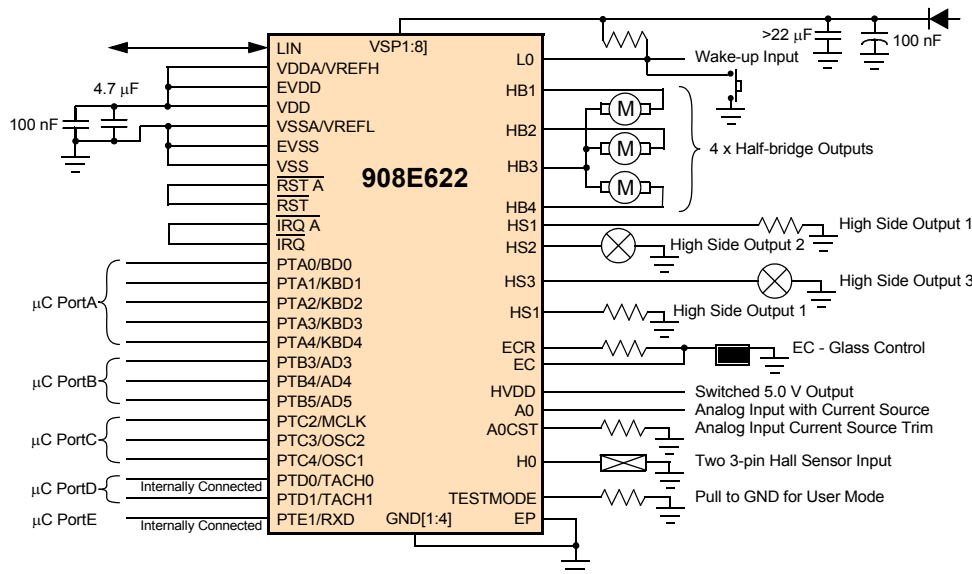 LIN
VDDA/VREFH
EVDD
VDD
VSSA/VREFL
EVSS
VSS
RST A
RST
IRQ A
IRQ
PTA0/BD0
PTA1/KBD1
PTA2/KBD2
PTA3/KBD3
PTA4/KBD4
PTB3/AD3
PTB4/AD4
PTB5/AD5
PTC2/MCLK
PTC3/OSC2
PTC4/OSC1
PTD0/TACH0
PTD1/TACH1
PTE1/RXD
4.7 μF
100 nF
μC PortA
μC PortB
μC PortC
μC PortD
μC PortE
Internally Connected
Internally Connected
VSP1:8]
908E622
GND[1:4]
L0
HB1
HB2
HB3
HB4
HS1
HS2
HS3
HS1
ECR
EC
HVDD
A0
A0CST
H0
TESTMODE
EP
>22 μF
100 nF
Wake-up Input
M
M
M
4 x Half-bridge Outputs
High Side Output 1
High Side Output 2
High Side Output 3
High Side Output 1
EC - Glass Control
Switched 5.0 V Output
Analog Input with Current Source
Analog Input Current Source Trim
Two 3-pin Hall Sensor Input
Pull to GND for User Mode